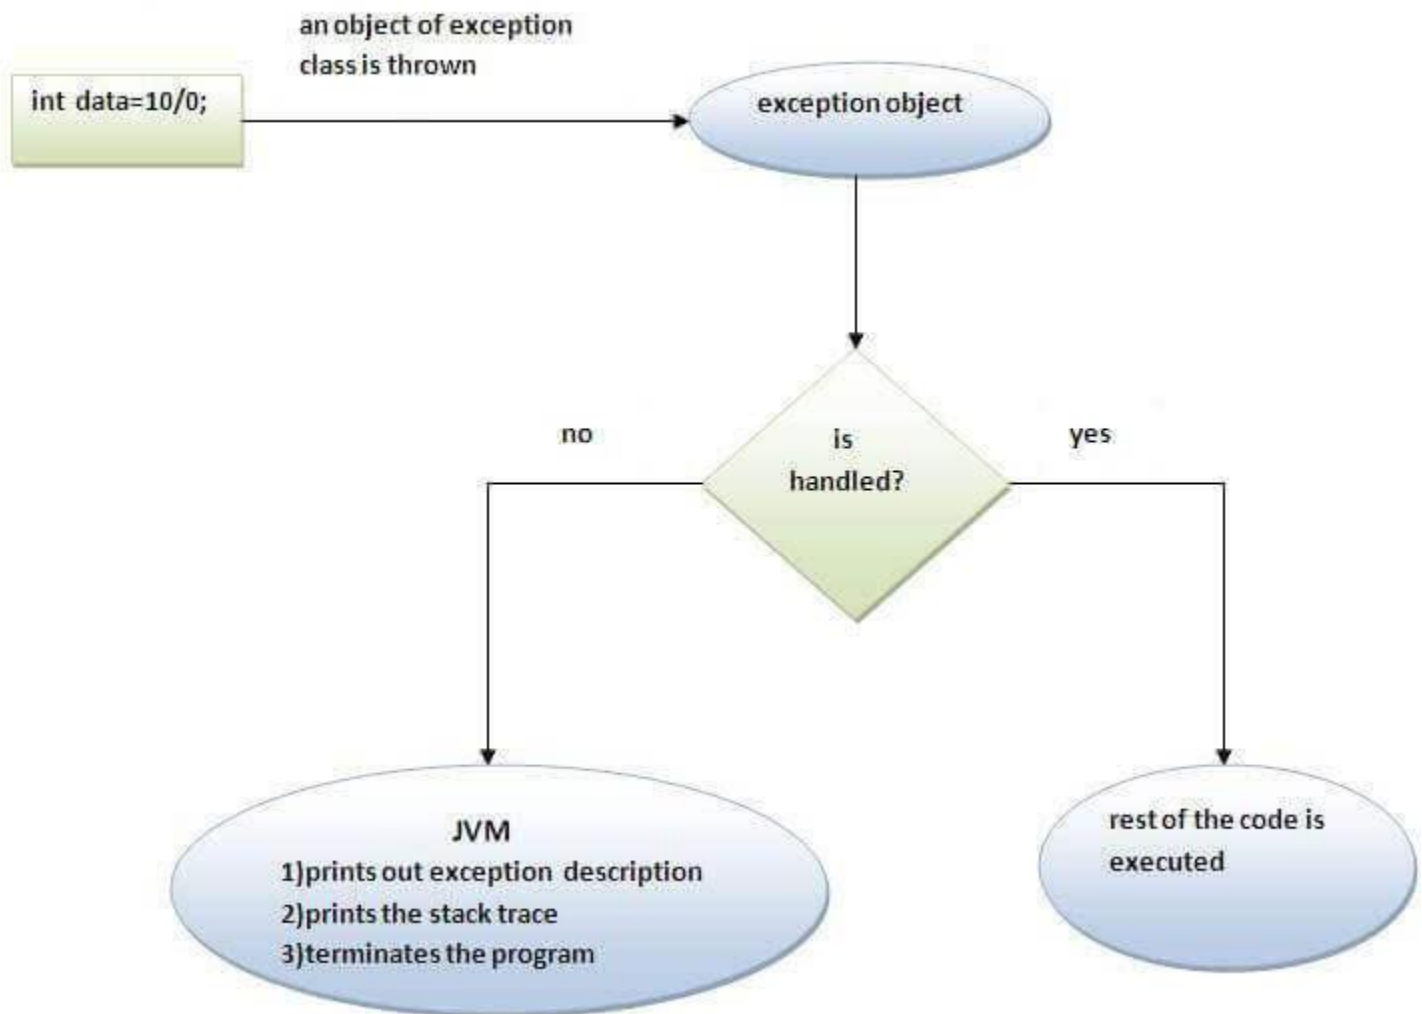 an object of exception
class is thrown
int data=10/0;
exception object
no
is
handled?
yes
JVM
1)prints out exception description
2)prints the stack trace
3)terminates the program
rest of the code is
executed